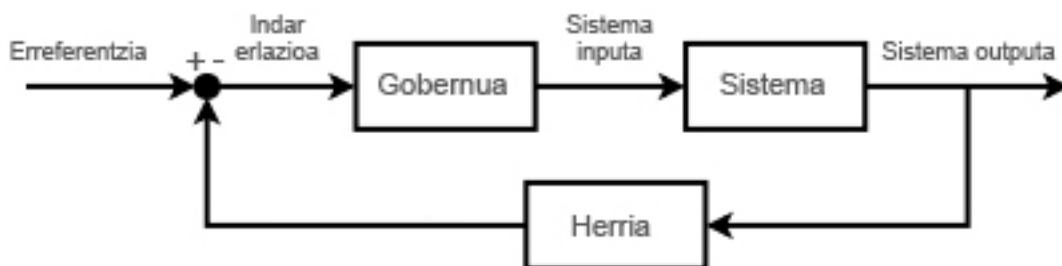 Erreferentzia
+ -
Indar
erlazioa
Gobernua
Sistema
inputa
Sistema
Sistema outputa
Herria